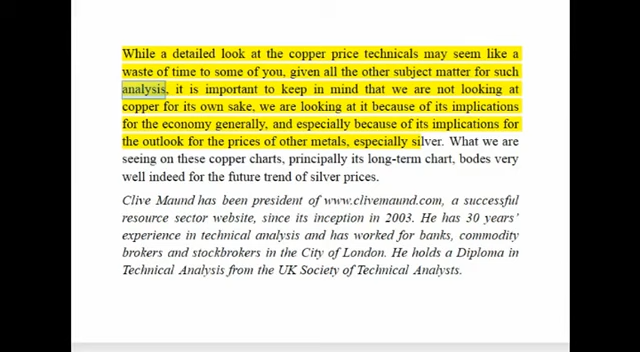 While a detailed look at the copper price technicals may seem like a
waste of time to some of you, given all the other subject matter for such
analysis, it is important to keep in mind that we are not looking at
copper for its own sake, we are looking at it because of its implications
for the economy generally, and especially because of its implications for
the outlook for the prices of other metals, especially silver. What we are
seeing on these copper charts, principally its long-term chart, bodes very
well indeed for the future trend of silver prices.
Clive Maund has been president of www.clivemaund.com, a successful
resource sector website, since its inception in 2003. He has 30 years’
experience in technical analysis and has worked for banks, commodity
brokers and stockbrokers in the City of London. He holds a Diploma in
Technical Analysis from the UK Society of Technical Analysts.